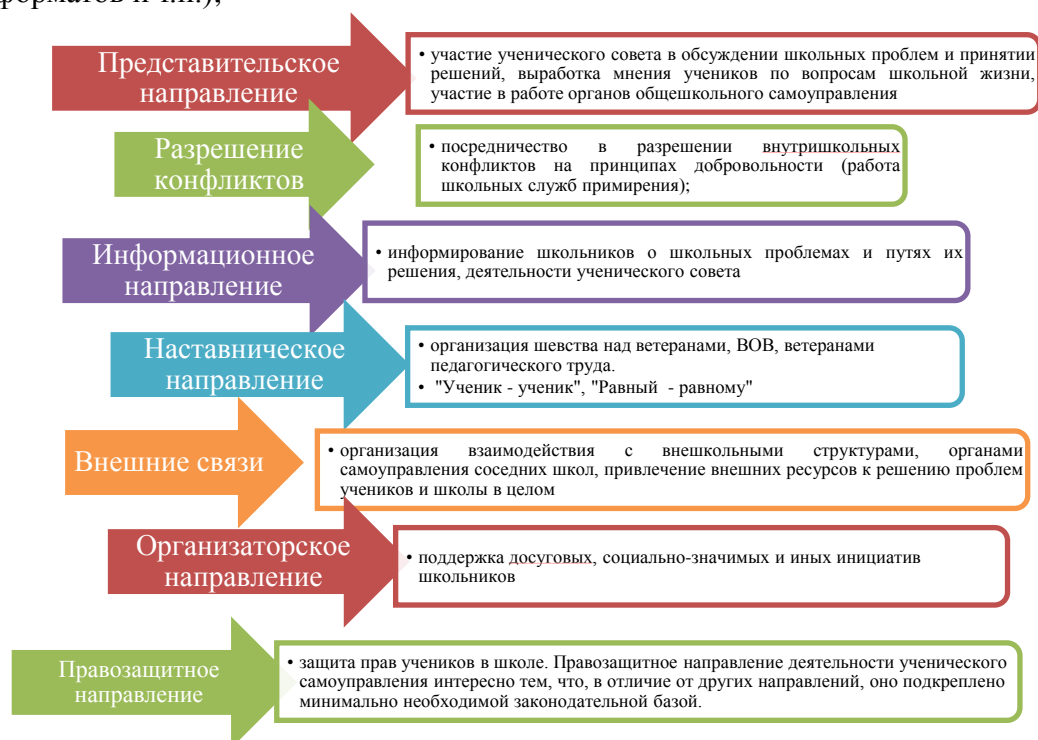 форматов и т.п.);
Представительское
направление
• участие ученического совета в обсуждении школьных проблем и принятии
решений, выработка мнения учеников по вопросам школьной жизни,
участие в работе органов общешкольного самоуправления
Разрешение
конфликтов
• посредничество в разрешении внутришкольных
конфликтов на принципах добровольности (работа
школьных служб примирения);
Информационное
направление
• информирование школьников о школьных проблемах и путях их
решения, деятельности ученического совета
Наставническое
направление
• организация шевства над ветеранами, ВОВ, ветеранами
педагогического труда.
• "Ученик - ученик", "Равный - равному"
Внешние связи
• организация взаимодействия с внешкольными структурами, органами
самоуправления соседних школ, привлечение внешних ресурсов к решению проблем
учеников и школы в целом
Организаторское
направление
• поддержка досуговых, социально-значимых и иных инициатив
школьников
Правозащитное
направление
• защита прав учеников в школе. Правозащитное направление деятельности ученического
самоуправления интересно тем, что, в отличие от других направлений, оно подкреплено
минимально необходимой законодательной базой.